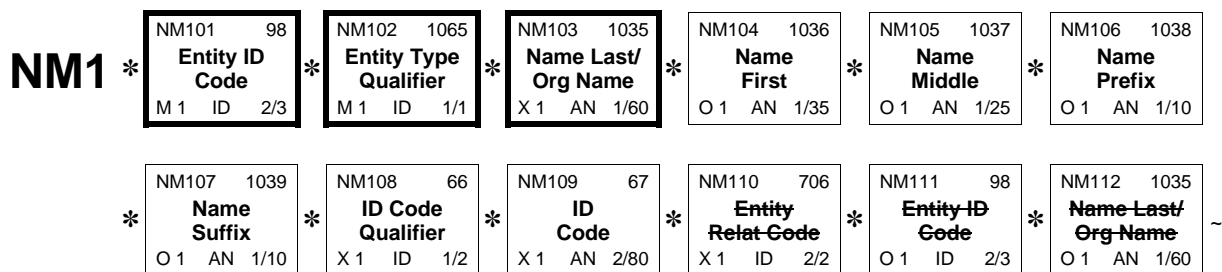 NM101 98 NM102 1065 NM103 1035 NM104 1036 NM105 1037 NM106 1038
NM1 * Entity ID Code * Entity Type Qualifier * Name Last/ Org Name * Name First * Name Middle * Name Prefix
M 1 ID 2/3 M 1 ID 1/1 X 1 AN 1/60 O 1 AN 1/35 O 1 AN 1/25 O 1 AN 1/10
NM107 1039 NM108 66 NM109 67 NM110 706 NM111 98 NM112 1035
* Name Suffix * ID Code Qualifier * ID Code * Entity Relat Code * Entity ID Code * Name Last/ Org Name ~
O 1 AN 1/10 X 1 ID 1/2 X 1 AN 2/80 X 1 ID 2/2 O 1 ID 2/3 O 1 AN 1/60